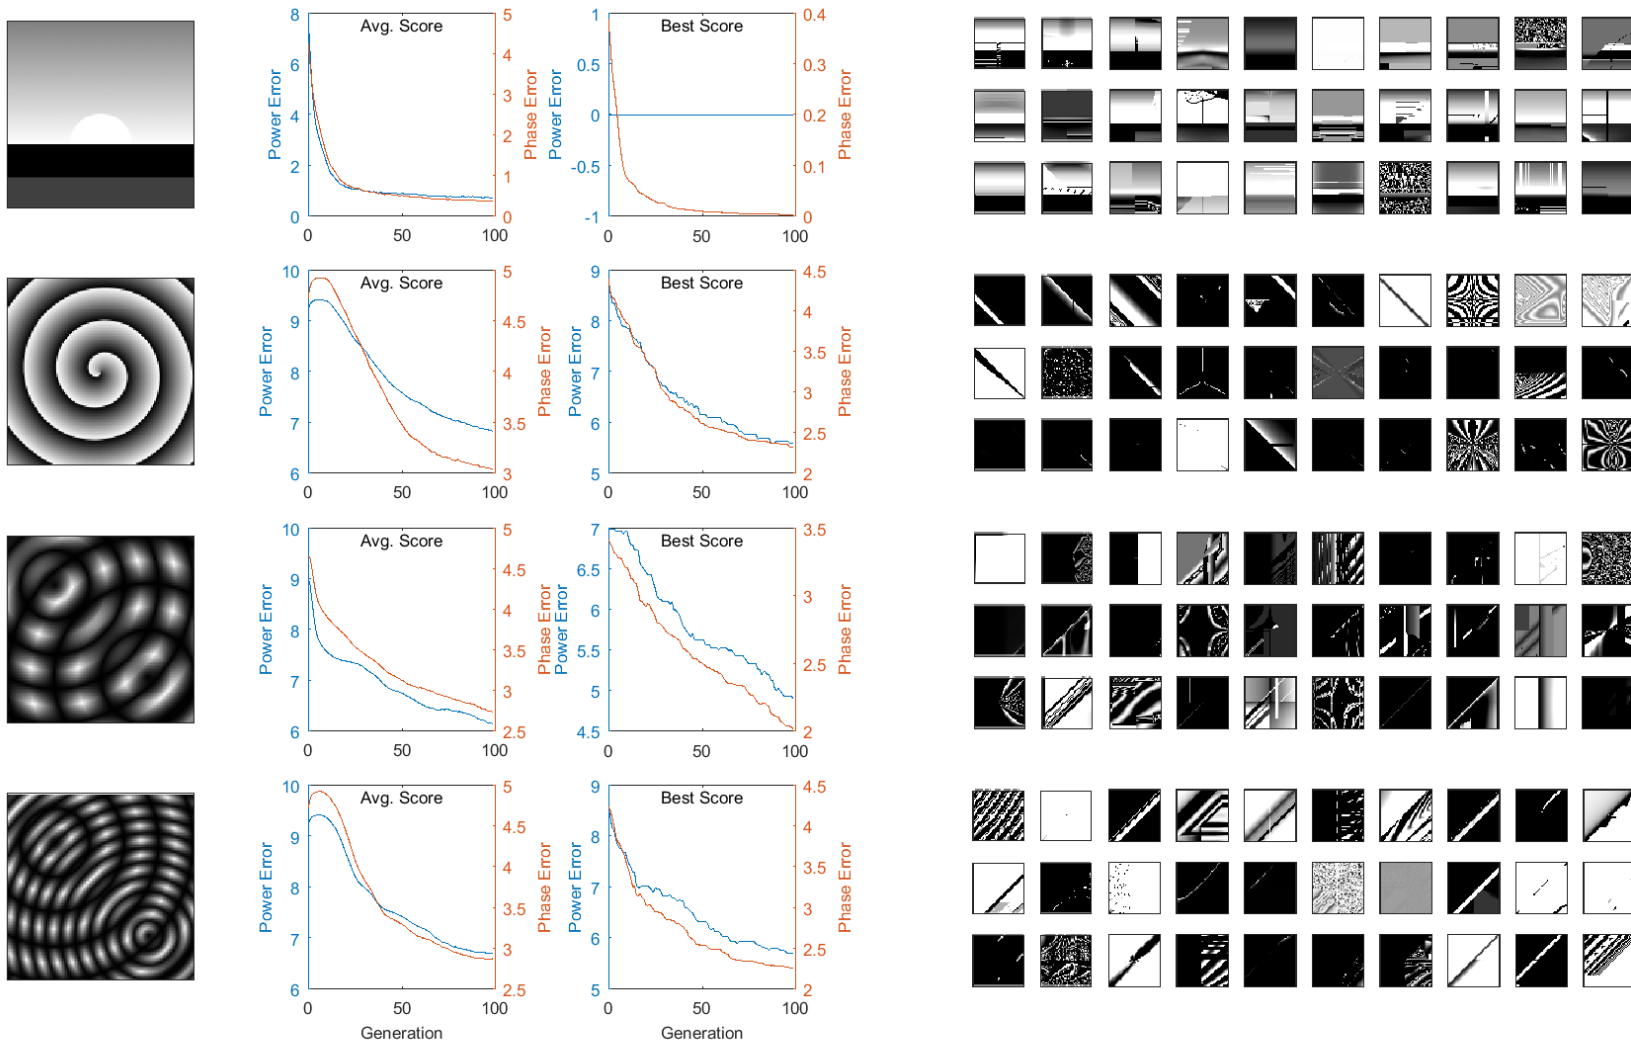 8 5 1 0.4
Avg. Score Best Score
6 4 0.5 0.3
Power Error Phase Error Power Error Phase Error
4 3 0 0.2
2
2 1 -0.5 0.1
0 0 -1 0
0 50 100 0 50 100
10 5 9 4.5
Avg. Score Best Score
9 4.5 8 4
Power Error Phase Error Power Error Phase Error
8 4 7 3.5
3
7 3.5 6 2.5
6 3 5 2
0 50 100 0 50 100
10 5 7 3.5
Avg. Score Best Score
9 4.5 6.5
8 4 6 3
Power Error Phase Error Power Error Phase Error
3.5 5.5 2.5
7 3 5
6 2.5 4.5 2
0 50 100 0 50 100
10 5 9 4.5
Avg. Score Best Score
9 4.5 8 4
Power Error Phase Error Power Error Phase Error
8 4 7 3.5
3.5 3
7 3 6 2.5
6 2.5 5 2
0 50 100 0 50 100
Generation Generation